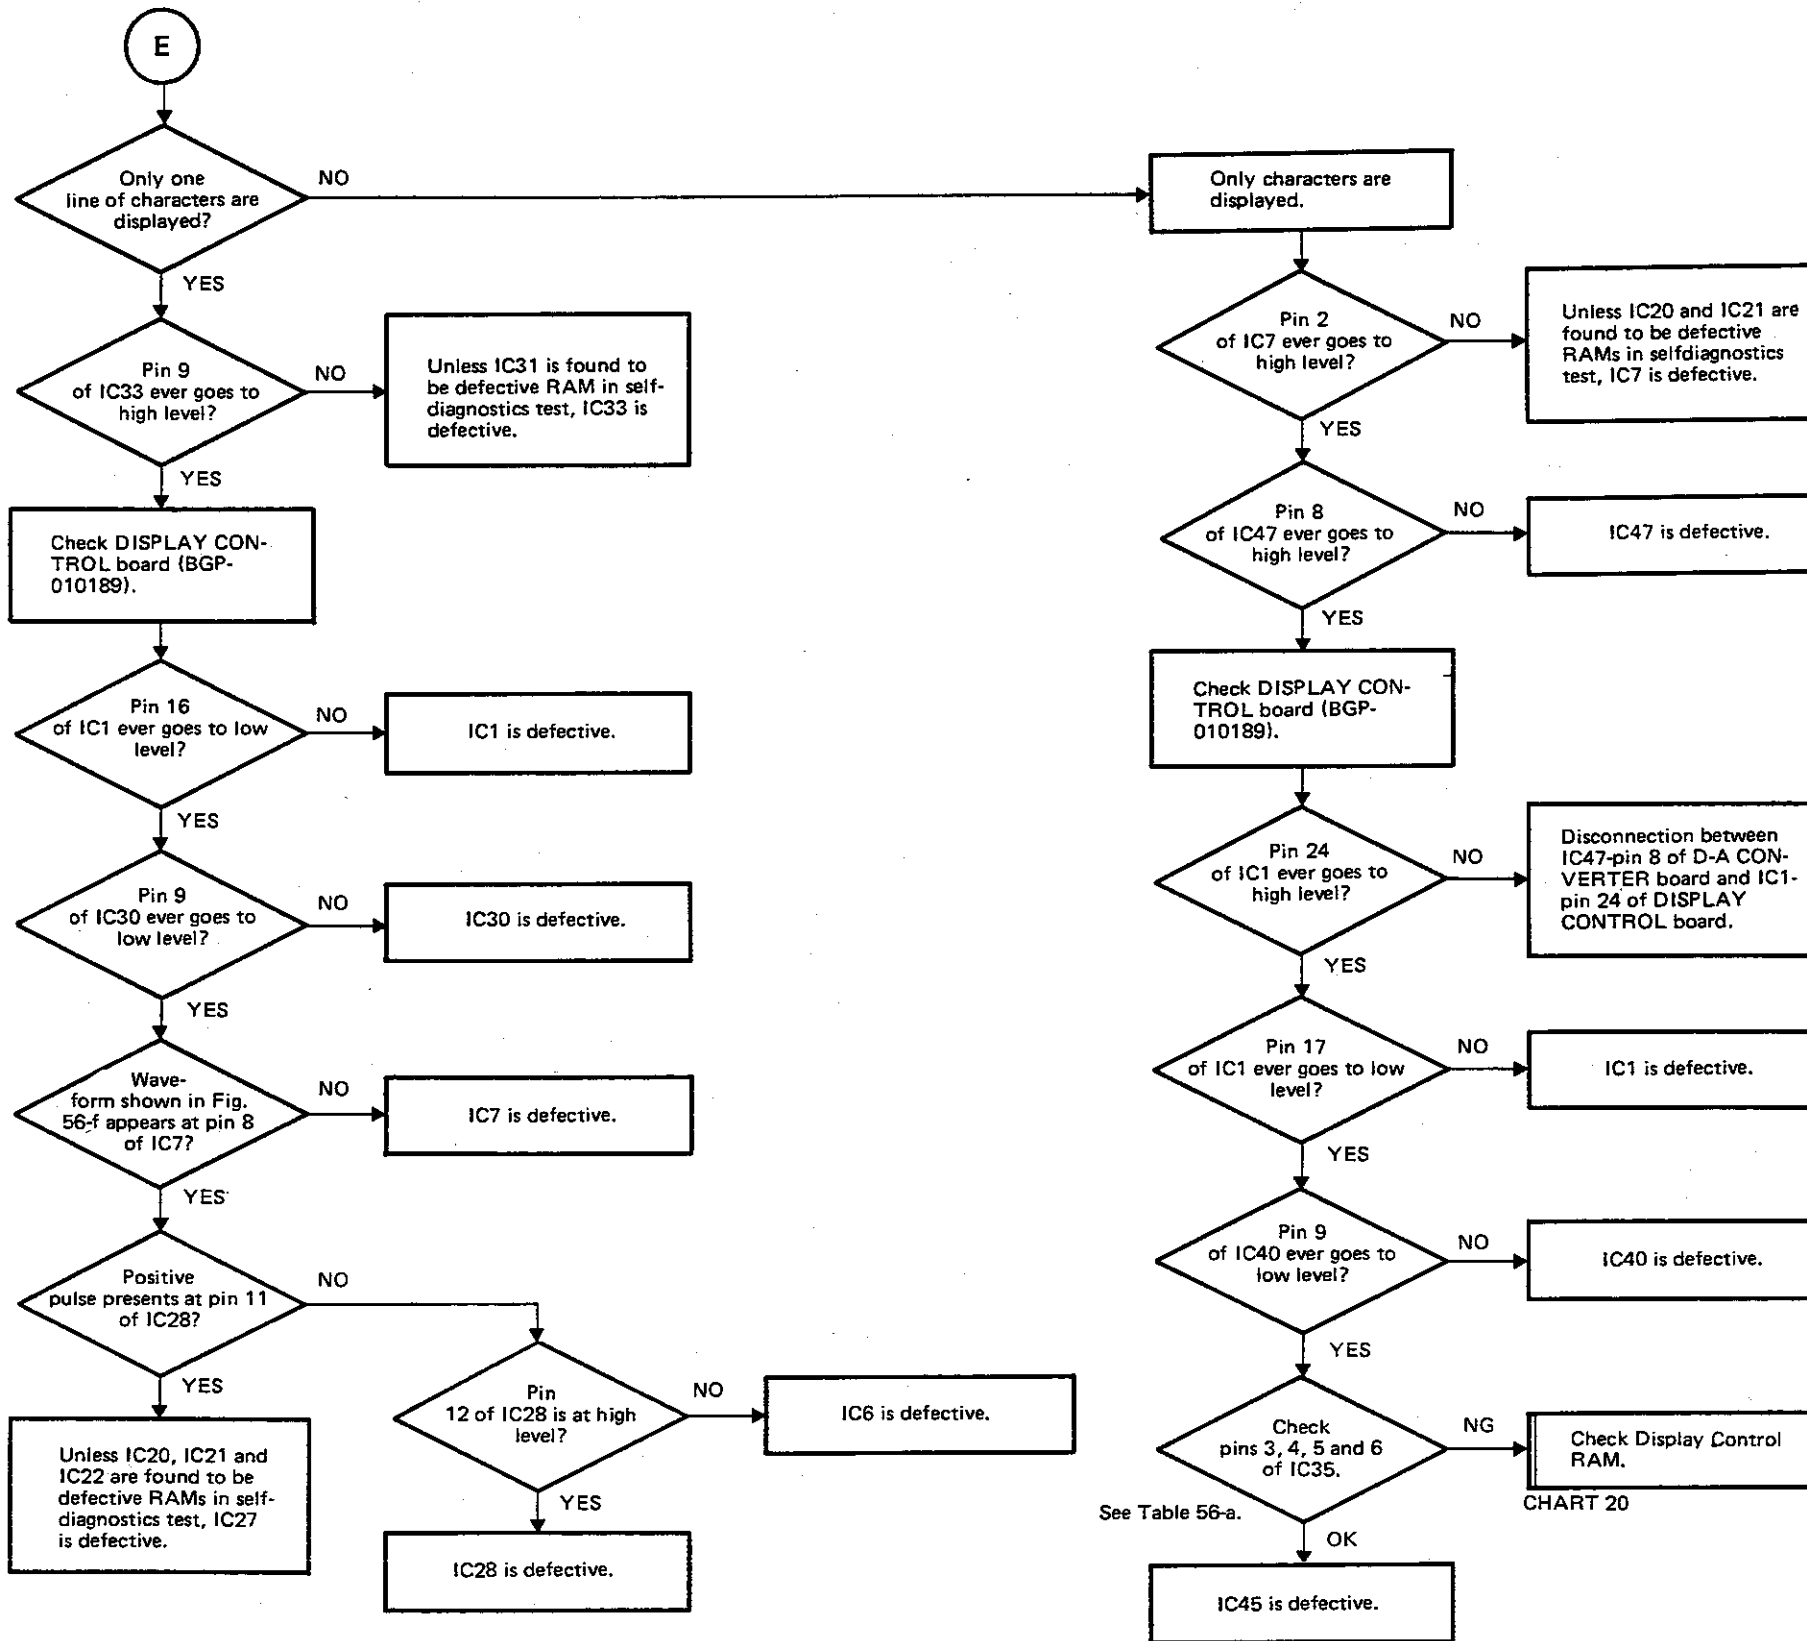 E
Only one
line of characters are
displayed?
NO
YES
Pin 9
of IC33 ever goes to
high level?
NO
Unless IC31 is found to
be defective RAM in self-
diagnostics test, IC33 is
defective.
YES
Check DISPLAY CON-
TROL board (BGP-
010189).
Pin 16
of IC1 ever goes to low
level?
NO
IC1 is defective.
YES
Pin 9
of IC30 ever goes to
low level?
NO
IC30 is defective.
YES
Wave-
form shown in Fig.
56-f appears at pin 8
of IC7?
NO
IC7 is defective.
YES
Positive
pulse presents at pin 11
of IC28?
NO
YES
Unless IC20, IC21 and
IC22 are found to be
defective RAMs in self-
diagnostics test, IC27
is defective.
Pin
12 of IC28 is at high
level?
NO
IC6 is defective.
YES
IC28 is defective.
Only characters are
displayed.
Pin 2
of IC7 ever goes to
high level?
NO
Unless IC20 and IC21 are
found to be defective
RAMs in selfdiagnostics
test, IC7 is defective.
YES
Pin 8
of IC47 ever goes to
high level?
NO
IC47 is defective.
YES
Check DISPLAY CON-
TROL board (BGP-
010189).
Pin 24
of IC1 ever goes to
high level?
NO
Disconnection between
IC47-pin 8 of D-A CON-
VERTER board and IC1-
pin 24 of DISPLAY
CONTROL board.
YES
Pin 17
of IC1 ever goes to low
level?
NO
IC1 is defective.
YES
Pin 9
of IC40 ever goes to
low level?
NO
IC40 is defective.
YES
Check
pins 3, 4, 5 and 6
of IC35.
NG
Check Display Control
RAM.
CHART 20
See Table 56-a.
OK
IC45 is defective.